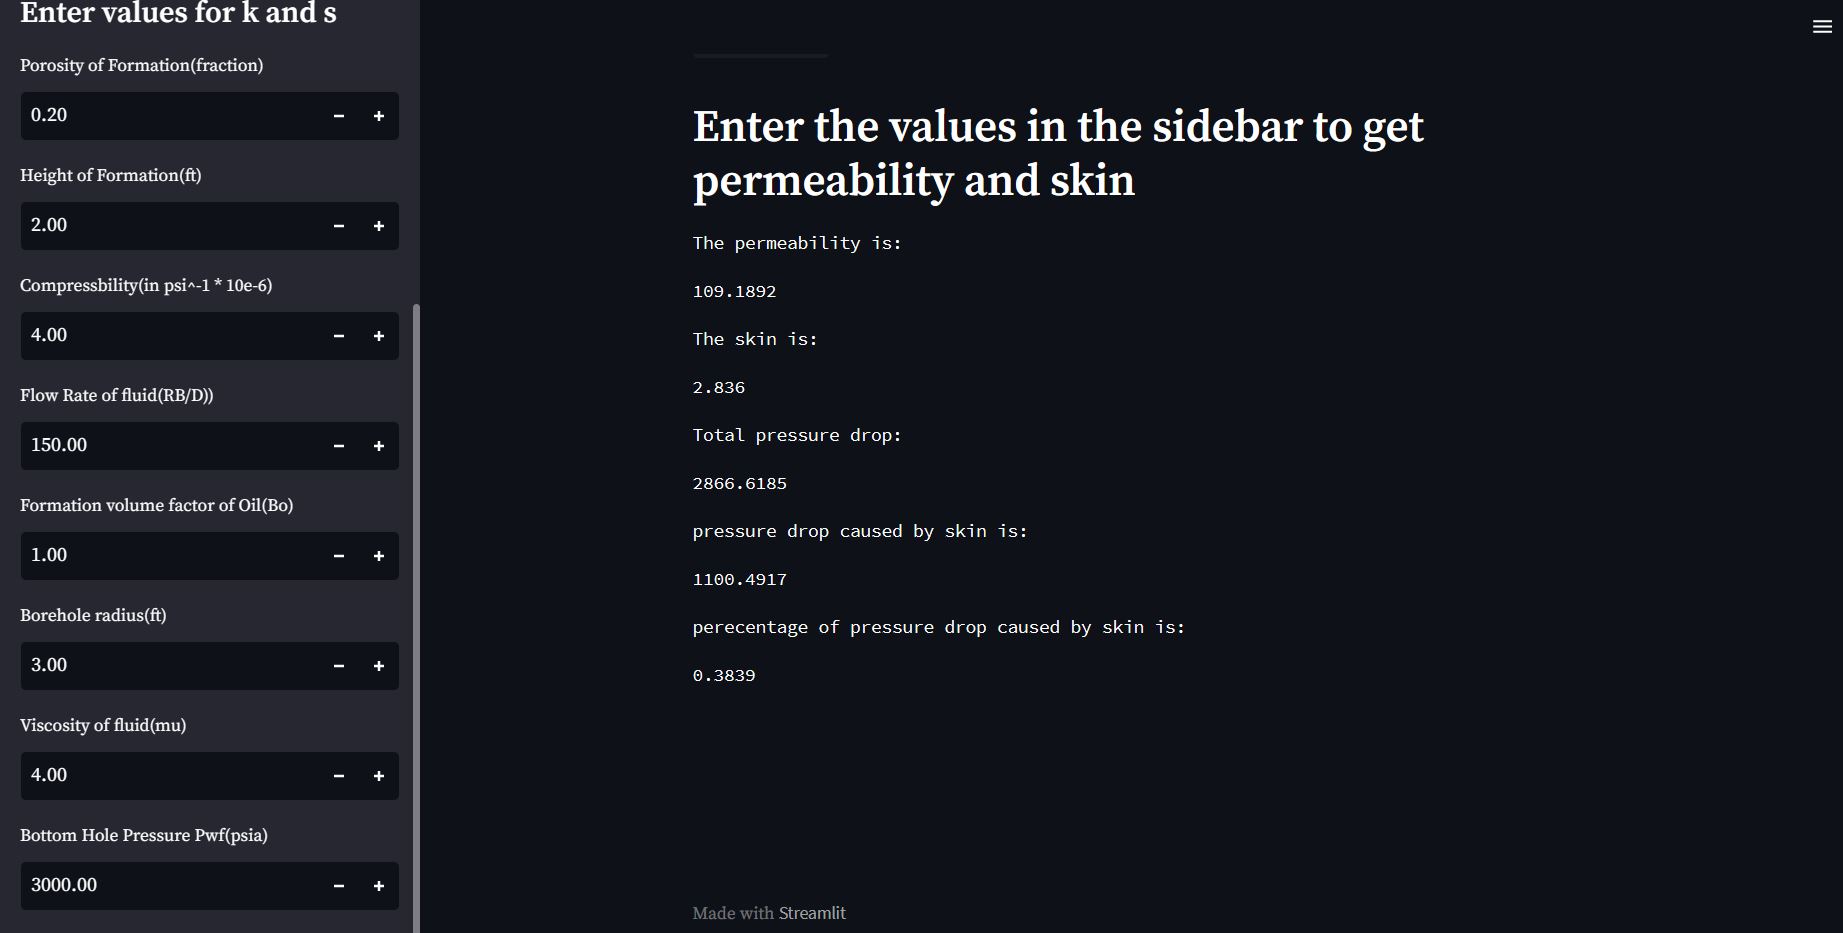 Enter values for k and s
Porosity of Formation(fraction)
0.20
Height of Formation(ft)
2.00
Compressbility(in psi^-1 * 10e-6)
4.00
Flow Rate of fluid(RB/D))
150.00
Formation volume factor of Oil(Bo)
1.00
Borehole radius(ft)
3.00
Viscosity of fluid(mu)
4.00
Bottom Hole Pressure Pwf(psia)
3000.00
Enter the values in the sidebar to get
permeability and skin
The permeability is:
109.1892
The skin is:
2.836
Total pressure drop:
2866.6185
pressure drop caused by skin is:
1100.4917
perecentage of pressure drop caused by skin is:
0.3839
Made with Streamlit